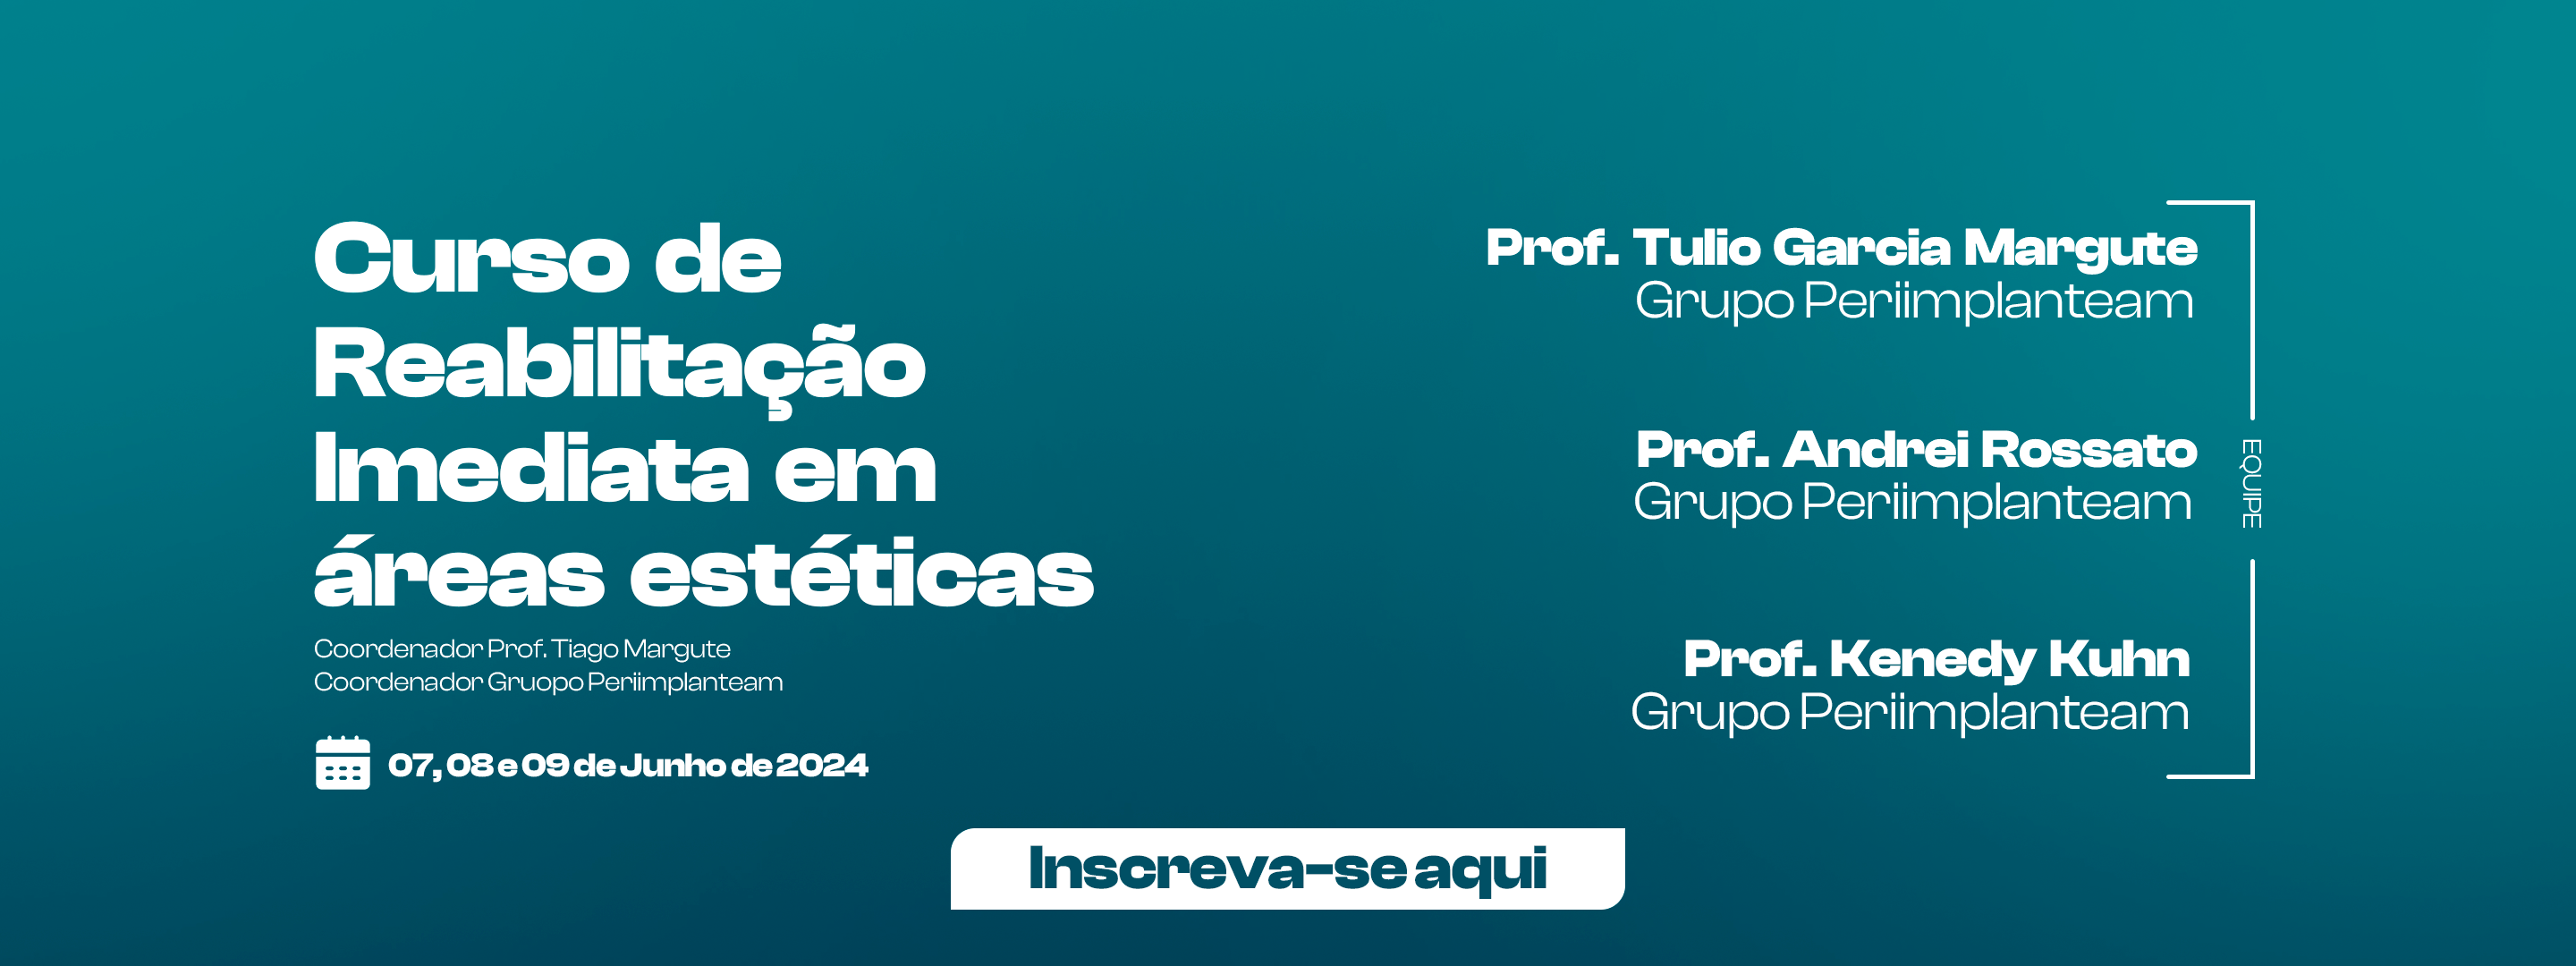 Curso de
Reabilitação
Imediata em
áreas estéticas
Coordenador Prof. Tiago Margute
Coordenador Gruopo Periimplanteam
07, 08 e 09 de Junho de 2024
Prof. Tulio Garcia Margute
Grupo Periimplanteam
Prof. Andrei Rossato
Grupo Periimplanteam
Prof. Kenedy Kuhn
Grupo Periimplanteam
EQUIPE
Inscreva-se aqui